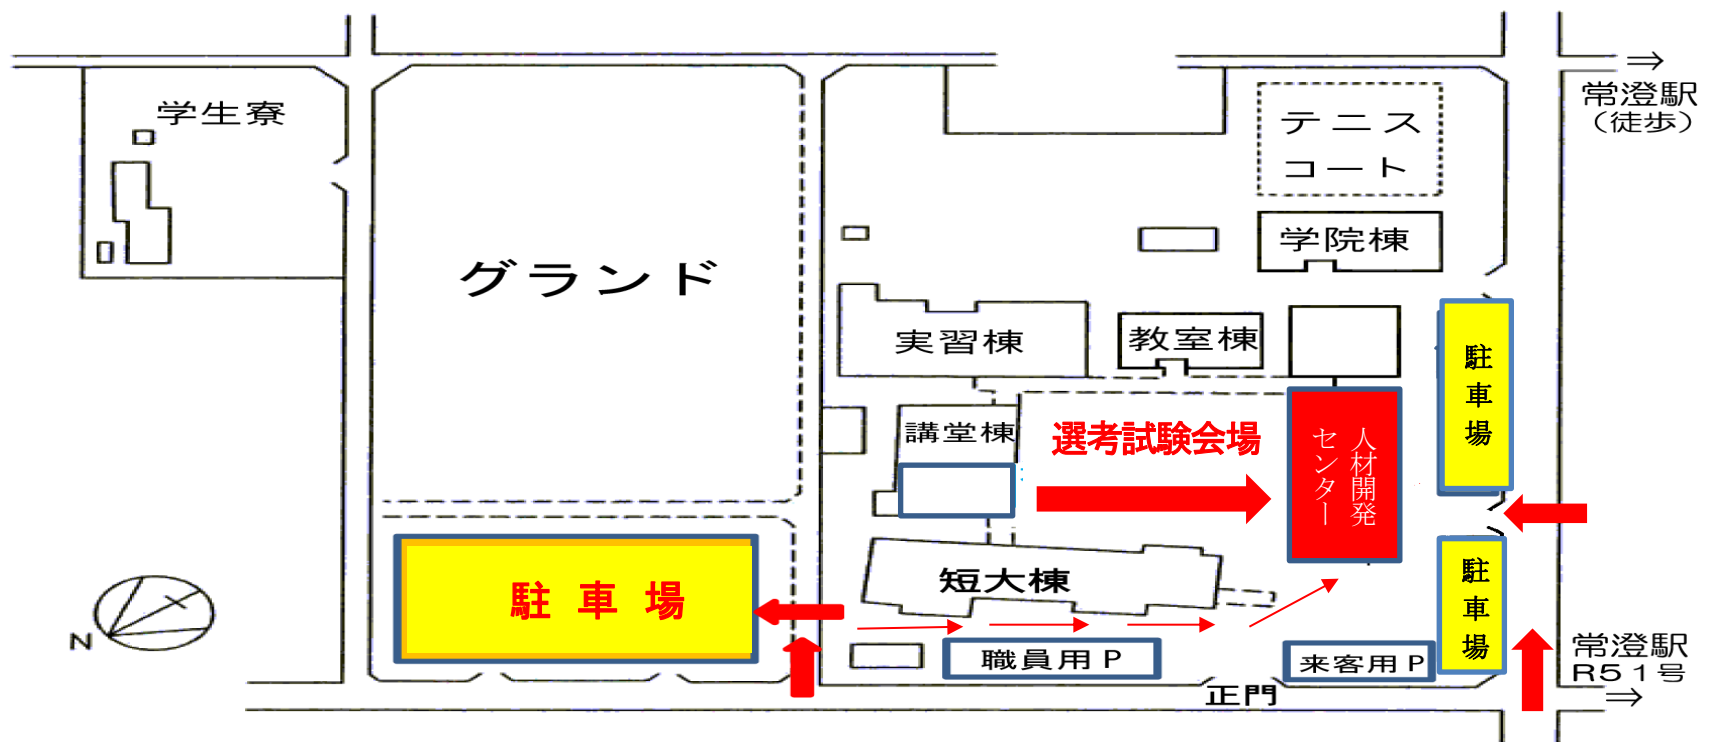 学生寮
常澄駅
（徒歩）
テニス
コート
学院棟
グランド
実習棟
教室棟
駐車場
講堂棟
選考試験会場
人材開発
センター
短大棟
駐車場
駐車場
N
職員用P
来客用P
常澄駅
R51号
正門